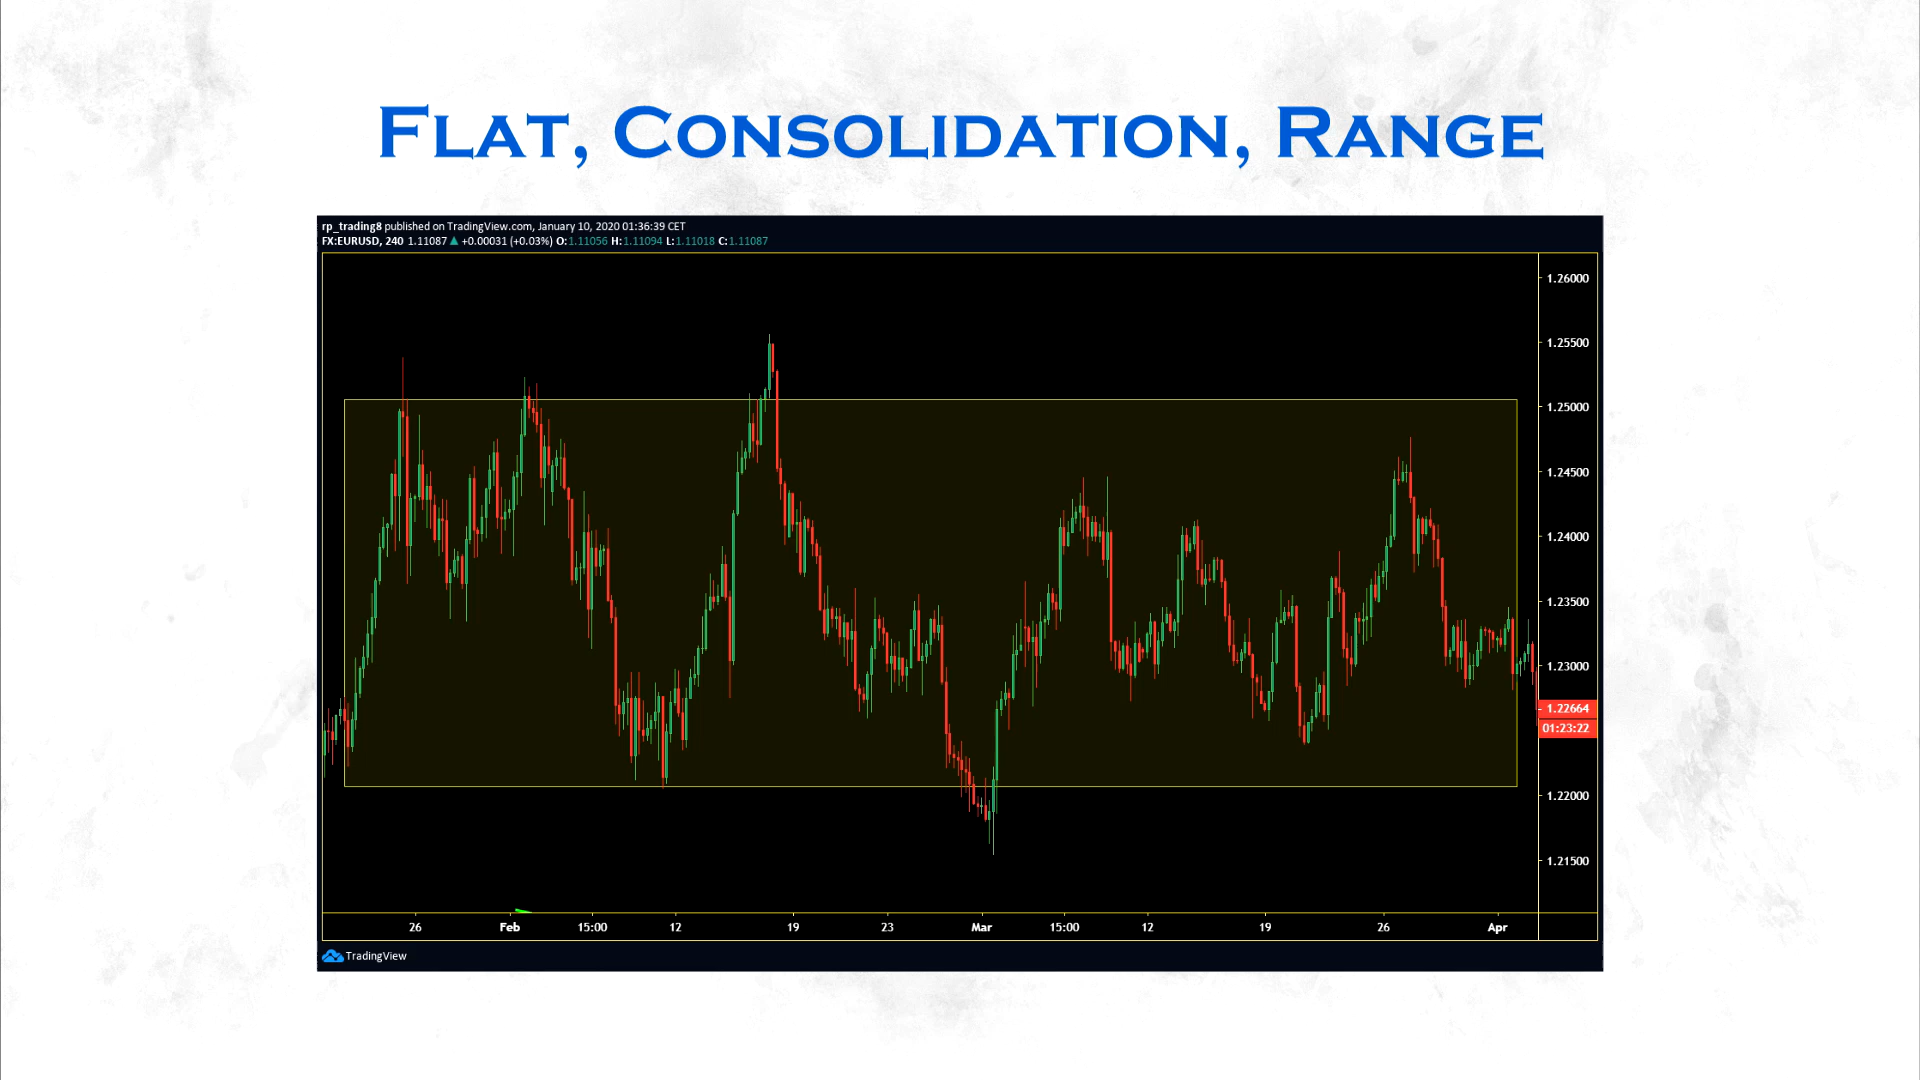 Flat, Consolidation, Range
rp_trading8 published on TradingView.com, January 10, 2020 01:36:39 CET
FX:EURUSD, 240 1.11087 ▲ +0.00031 (+0.03%) O:1.11056 H:1.11094 L:1.11018 C:1.11087
1.26000
1.25500
1.25000
1.24500
1.24000
1.23500
1.23000
1.22664
01:23:22
1.22000
1.21500
26 Feb 15:00 12 19 23 Mar 15:00 12 19 26 Apr
TradingView